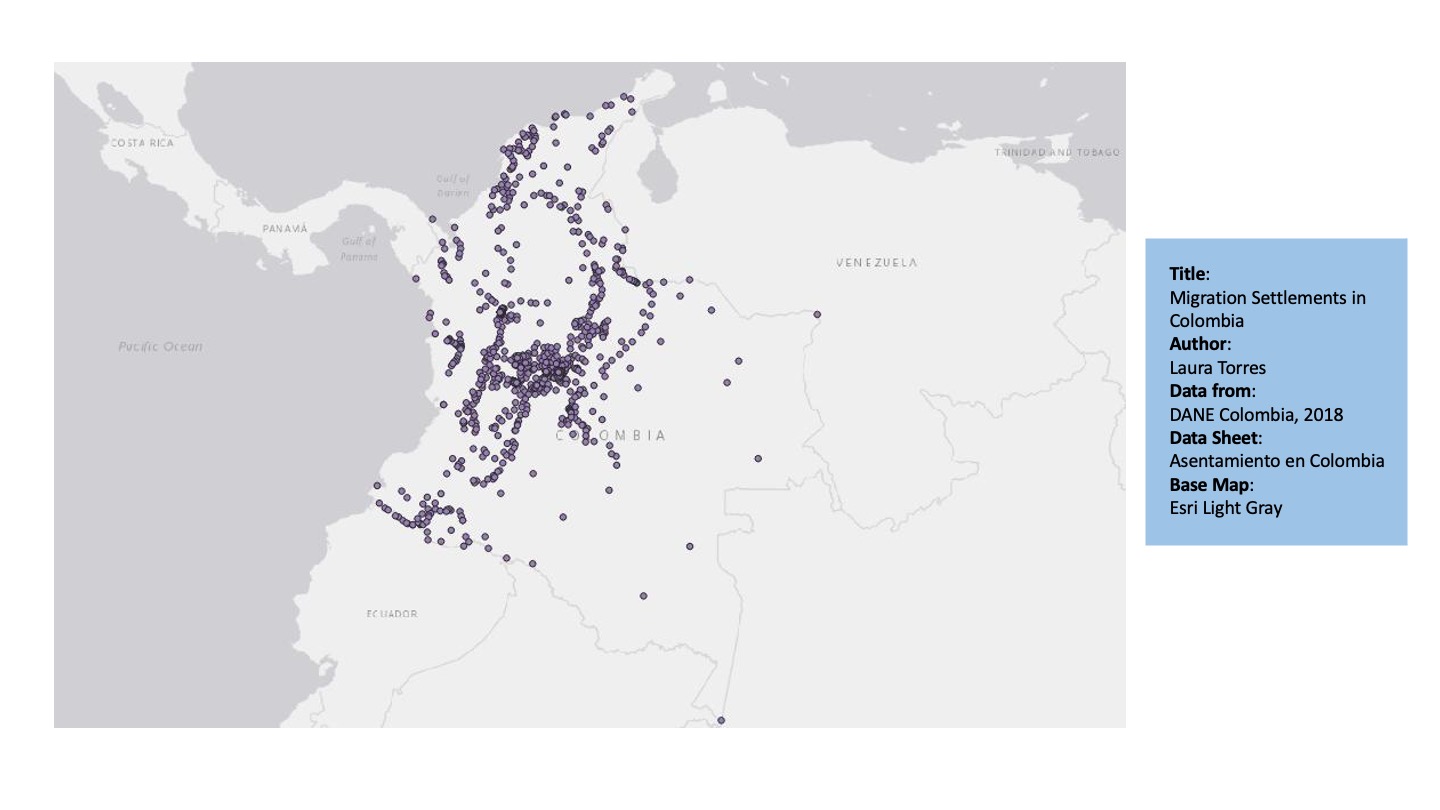 COSTA RICA
TRINIDAD AND TOBAGO
Gulf of
Darien
PANAMÁ
Gulf of
Panama
VENEZUELA
Pacific Ocean
COLOMBIA
ECUADOR
Title:
Migration Settlements in
Colombia
Author:
Laura Torres
Data from:
DANE Colombia, 2018
Data Sheet:
Asentamiento en Colombia
Base Map:
Esri Light Gray